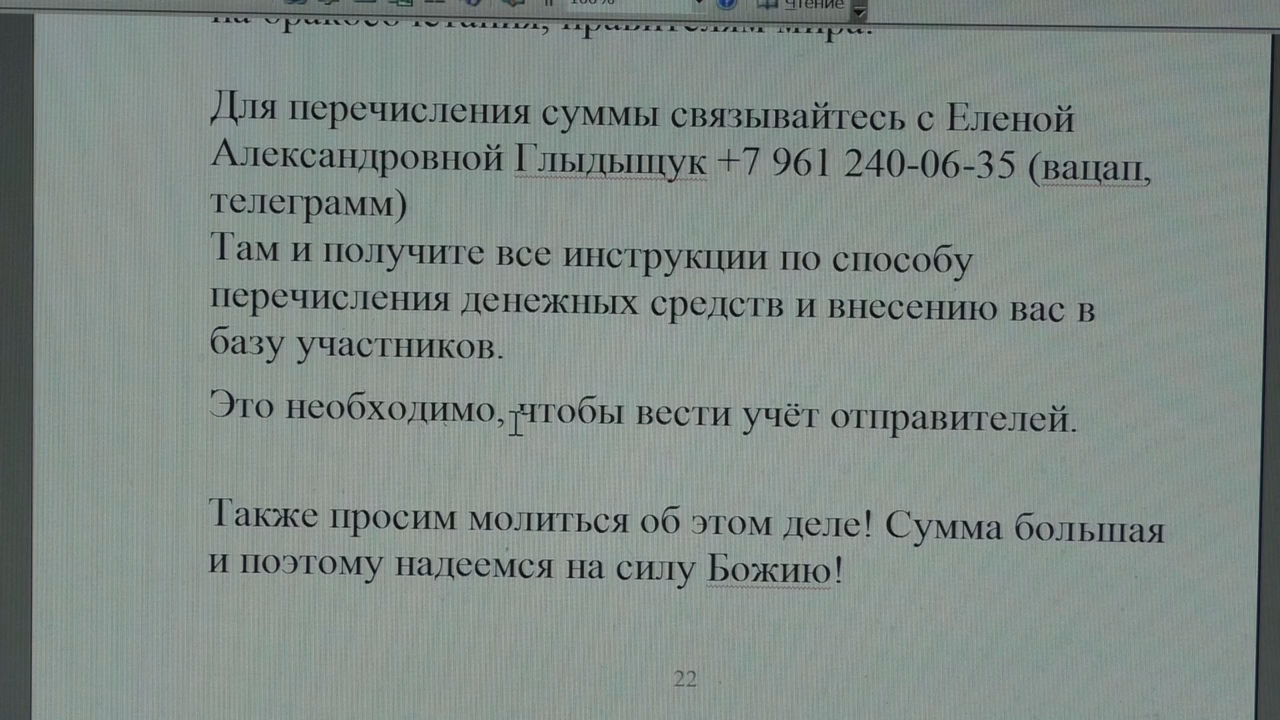 Чтение
Для перечисления суммы связывайтесь с Еленой
Александровной Глыдыщук +7 961 240-06-35 (вацап,
телеграмм)
Там и получите все инструкции по способу
перечисления денежных средств и внесению вас в
базу участников.
Это необходимо, чтобы вести учёт отправителей.
Также просим молиться об этом деле! Сумма большая
и поэтому надеемся на силу Божию!
22